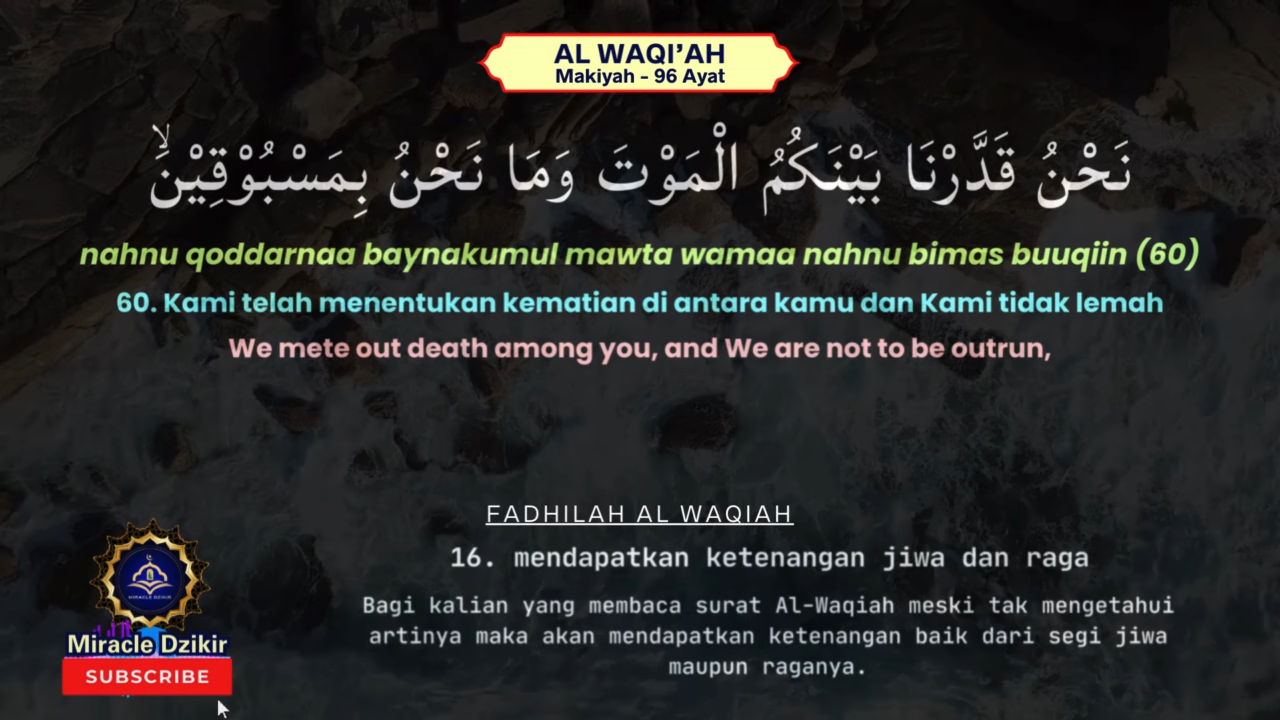 AL WAQI’AH
Makiyah - 96 Ayat
نَحْنُ قَدَّرْنَا بَيْنَكُمُ الْمَوْتَ وَمَا نَحْنُ بِمَسْبُوْقِيْنَۙ
nahnu qoddarnaa baynakumul mawta wamaa nahnu bimas buuqiin (60)
60. Kami telah menentukan kematian di antara kamu dan Kami tidak lemah
We mete out death among you, and We are not to be outrun,
FADHILAH AL WAQIAH
16. mendapatkan ketenangan jiwa dan raga
Bagi kalian yang membaca surat Al-Waqiah meski tak mengetahui
artinya maka akan mendapatkan ketenangan baik dari segi jiwa
maupun raganya.
MIRACLE DZIKIR
Miracle Dzikir
SUBSCRIBE